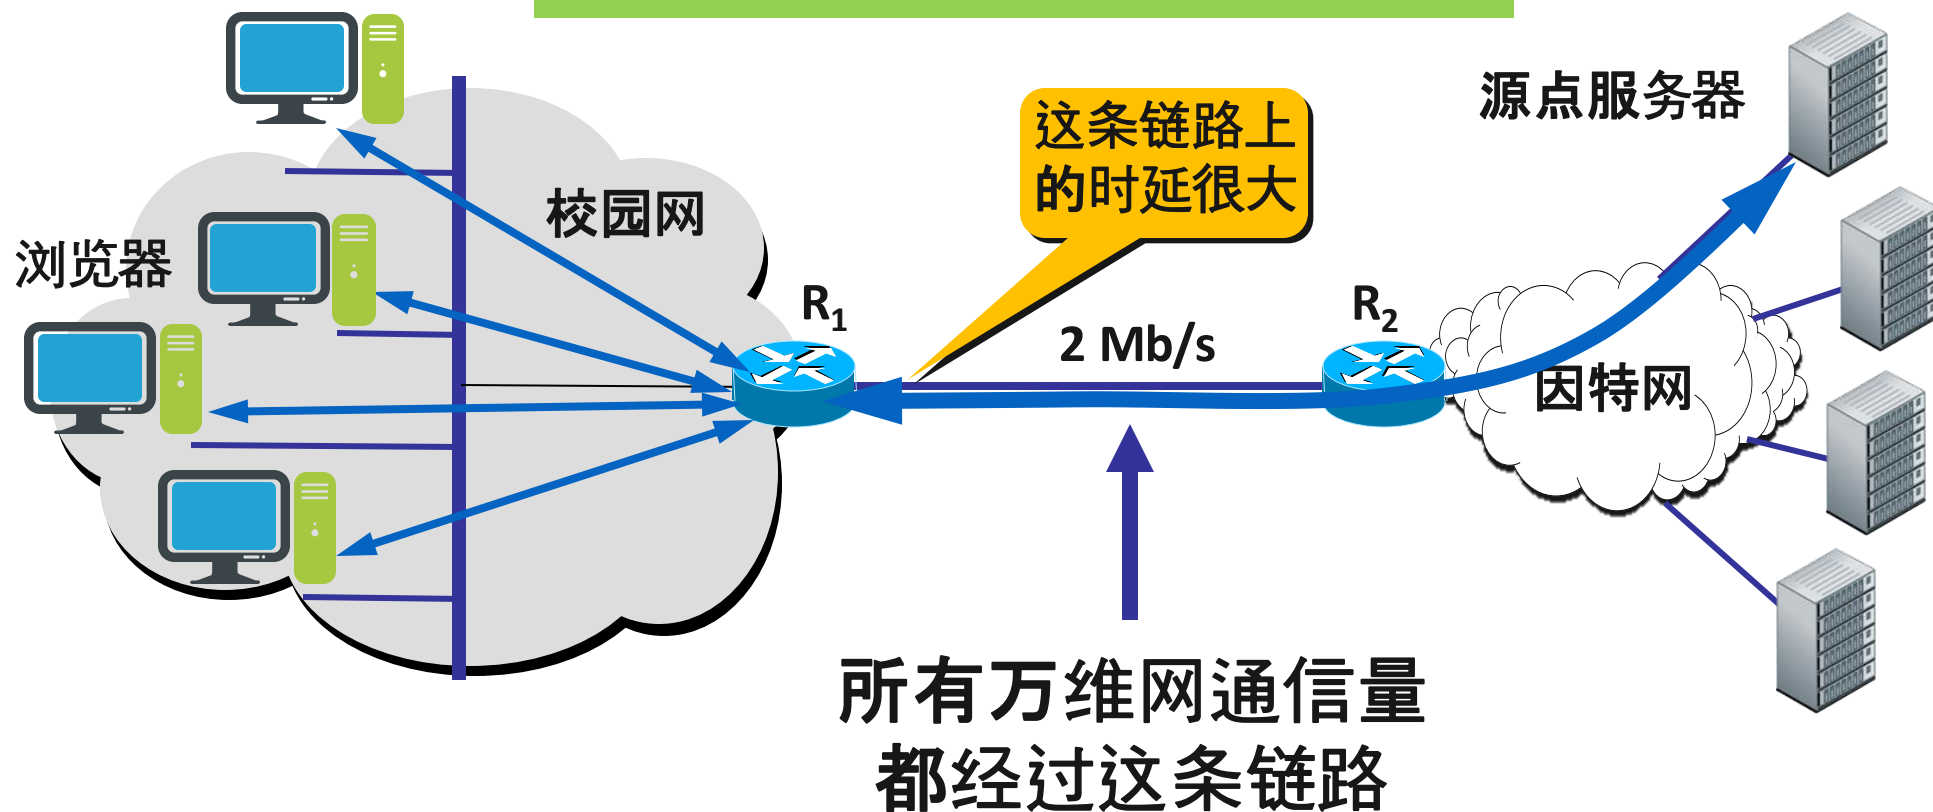 源点服务器
这条链路上
的时延很大
校园网
浏览器
R1
2 Mb/s
R2
因特网
所有万维网通信量
都经过这条链路